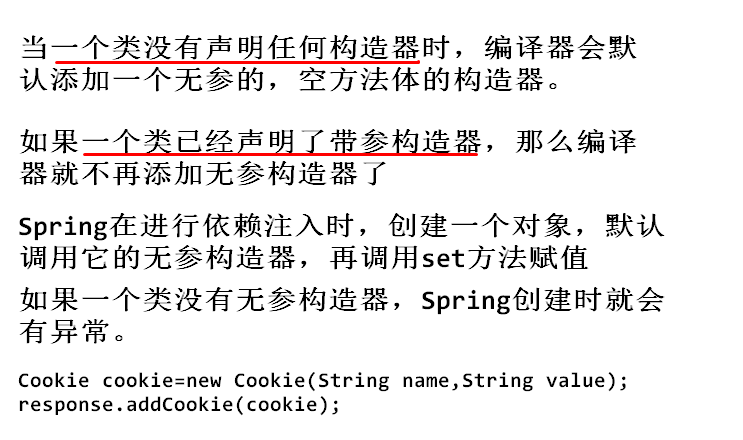 当一个类没有声明任何构造器时，编译器会默
认添加一个无参的，空方法体的构造器。
如果一个类已经声明了带参构造器，那么编译
器就不再添加无参构造器了
Spring在进行依赖注入时，创建一个对象，默认
调用它的无参构造器，再调用set方法赋值
如果一个类没有无参构造器，Spring创建时就会
有异常。
Cookie cookie=new Cookie(String name,String value);
response.addCookie(cookie);